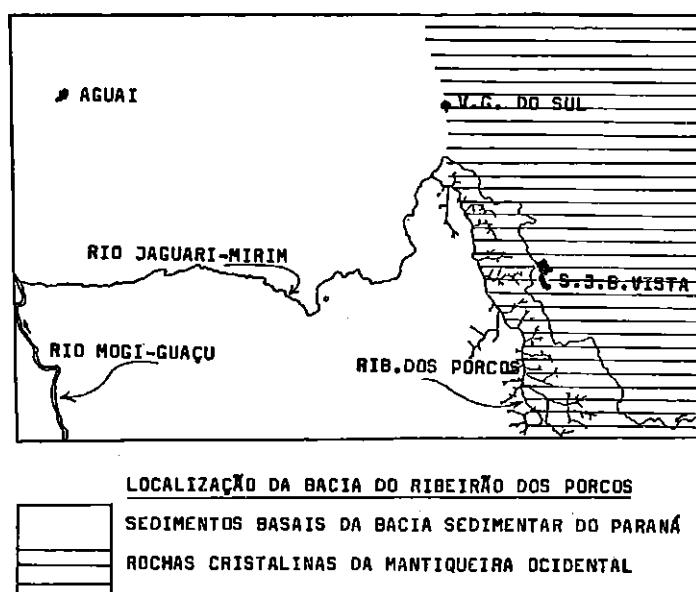 AGUAI
V.G. DO SUL
RIO JAGUARI-MIRIM
S.J.B.VISTA
RIO MOGI-GUAÇU
RIB.DOS PORCOS
LOCALIZAÇÃO DA BACIA DO RIBEIRÃO DOS PORCOS
SEDIMENTOS BASAIS DA BACIA SEDIMENTAR DO PARANÁ
ROCHAS CRISTALINAS DA MANTIQUEIRA OCIDENTAL